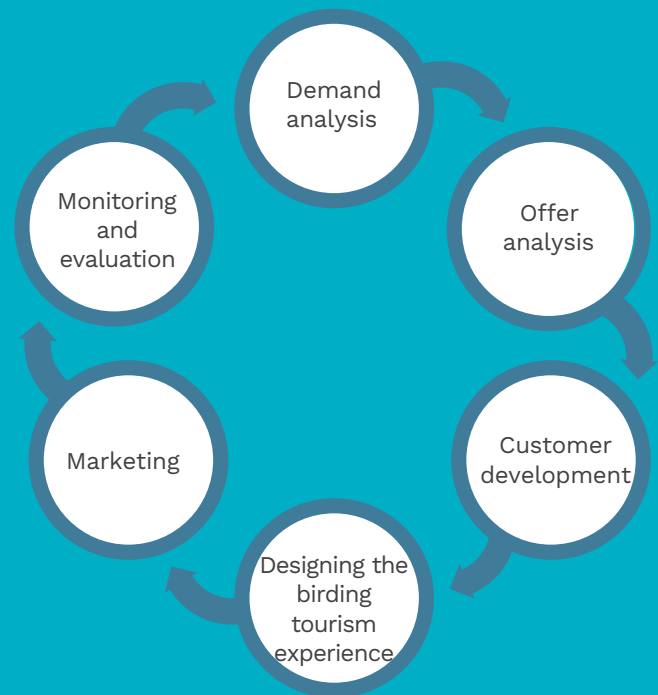 Demand
analysis
Offer
analysis
Customer
development
Designing the
birding
tourism
experience
Marketing
Monitoring
and
evaluation